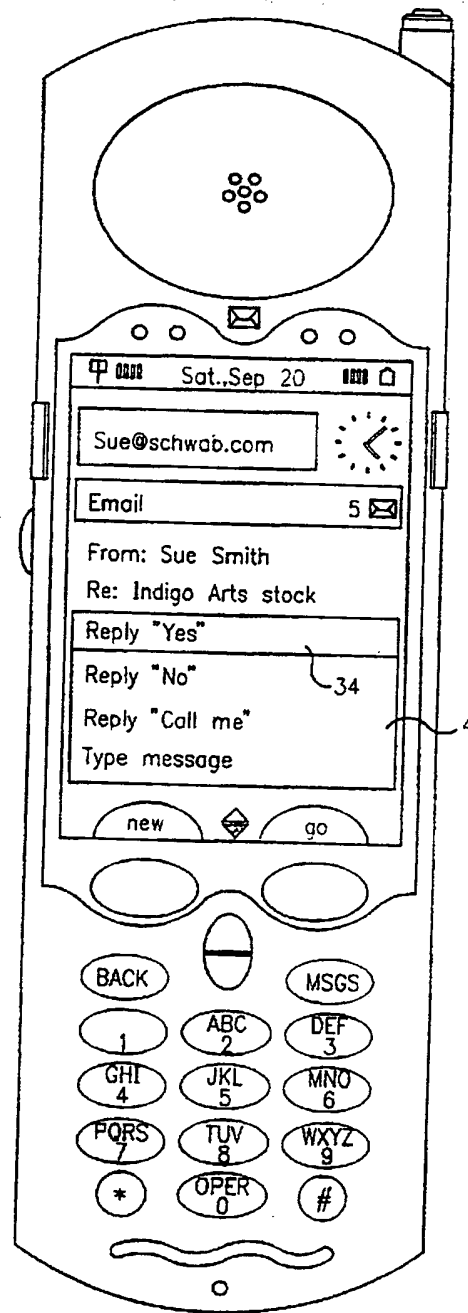 Sat.,Sep 20
Sue@schwab.com
Email 5
From: Sue Smith
Re: Indigo Arts stock
Reply "Yes"
34
Reply "No"
Reply "Call me" 4
Type message
new go
BACK MSGS
1 ABC 2 DEF 3
GHI 4 JKL 5 MNO 6
PQRS 7 TUV 8 WXYZ 9
* OPER 0 #